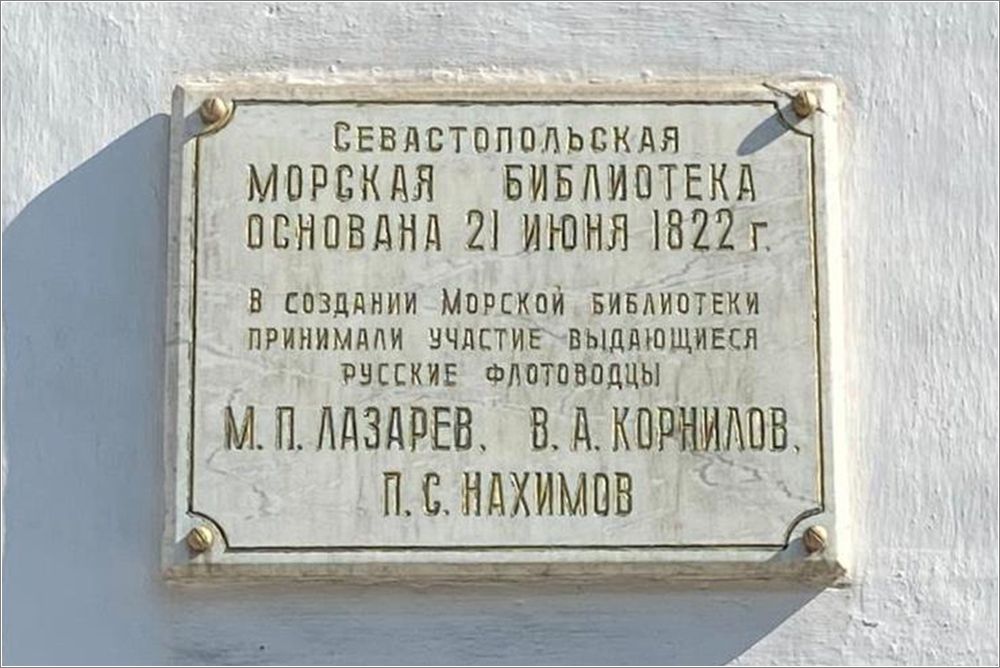 Севастопольская
морская библиотека
основана 21 июня 1822 г.
В создании Морской библиотеки
принимали участие выдающиеся
русские флотоводцы
М. П. ЛАЗАРЕВ, В. А. КОРНИЛОВ,
П. С. НАХИМОВ